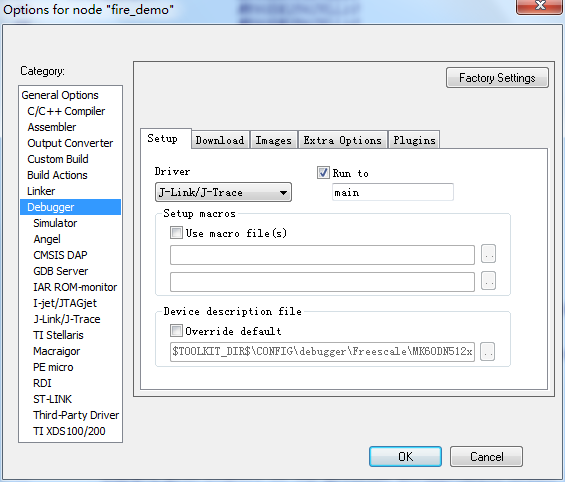 Options for node "fire_demo"
Category:
General Options
C/C++ Compiler
Assembler
Output Converter
Custom Build
Build Actions
Linker
Debugger
Simulator
Angel
CMSIS DAP
GDB Server
IAR ROM-monitor
I-jet/JTAGjet
J-Link/J-Trace
TI Stellaris
Macraigor
PE micro
RDI
ST-LINK
Third-Party Driver
TI XDS100/200
Factory Settings
Setup Download Images Extra Options Plugins
Driver
Run to
J-Link/J-Trace
main
Setup macros
Use macro file(s)
..
..
Device description file
Override default
$TOOLKIT_DIR$\CONFIG\debugger\Freescale\MK60DN512x
..
OK Cancel